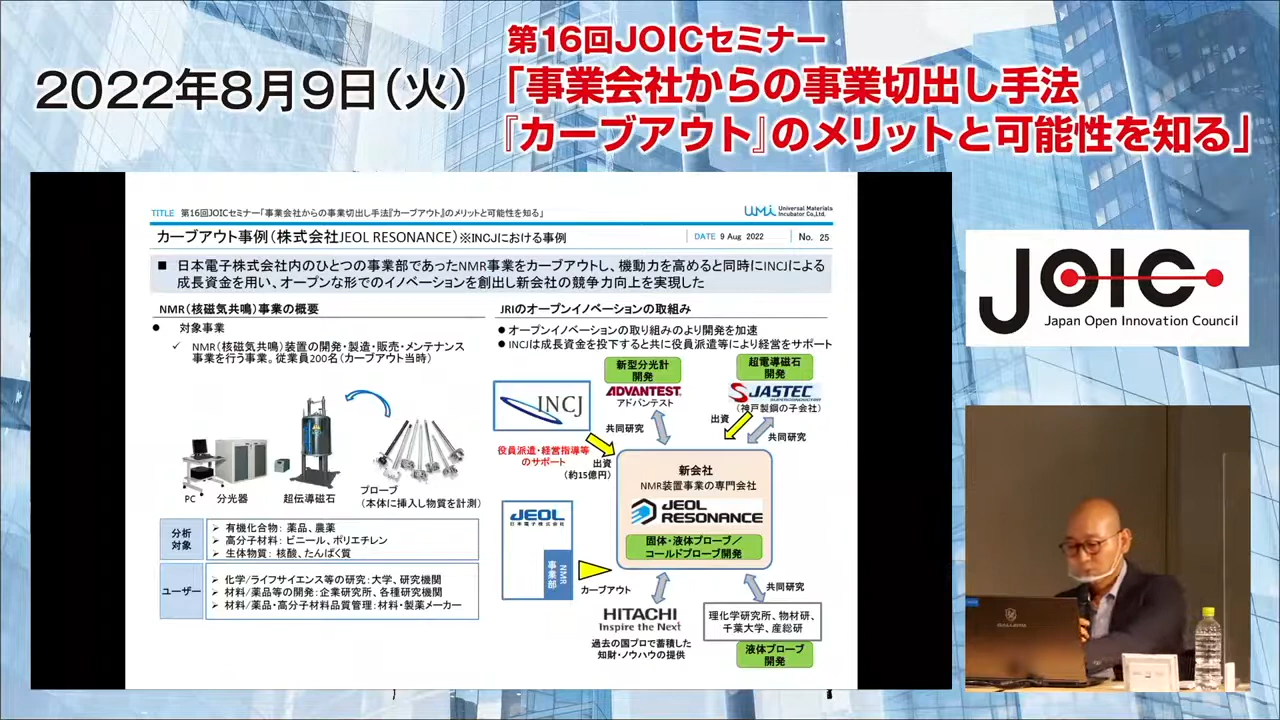 2022年8月9日（火）
第16回JOICセミナー
「事業会社からの事業切出し手法
『カーブアウト』のメリットと可能性を知る」
TITLE 第16回JOICセミナー「事業会社からの事業切出し手法『カーブアウト』のメリットと可能性を知る」
UMI Universal Materials Incubator Co,Ltd.
カーブアウト事例（株式会社JEOL RESONANCE）※INCJにおける事例
DATE 9 Aug 2022
No. 25
■ 日本電子株式会社内のひとつの事業部であったNMR事業をカーブアウトし、機動力を高めると同時にINCJによる
成長資金を用い、オープンな形でのイノベーションを創出し新会社の競争力向上を実現した
NMR（核磁気共鳴）事業の概要
● 対象事業
✓ NMR（核磁気共鳴）装置の開発・製造・販売・メンテナンス
事業を行う事業。従業員200名（カーブアウト当時）
PC
分光器
超伝導磁石
プローブ
（本体に挿入し物質を計測）
分析
対象
➢ 有機化合物： 薬品、農薬
➢ 高分子材料： ビニール、ポリエチレン
➢ 生体物質： 核酸、たんぱく質
ユーザー
➢ 化学/ライフサイエンス等の研究：大学、研究機関
➢ 材料/薬品等の開発：企業研究所、各種研究機関
➢ 材料/薬品・高分子材料品質管理：材料・製薬メーカー
JRIのオープンイノベーションの取組み
● オープンイノベーションの取り組みのより開発を加速
● INCJは成長資金を投下すると共に役員派遣等により経営をサポート
新型分光計
開発
ADVANTEST
アドバンテスト
超電導磁石
開発
JASTEC
（神戸製鋼の子会社）
INCJ
共同研究
出資
共同研究
役員派遣・経営指導等
のサポート
出資
（約15億円）
新会社
NMR装置事業の専門会社
JEOL
RESONANCE
固体・液体プローブ／
コールドプローブ開発
JEOL
日本電子株式会社
NMR
事業部
カーブアウト
HITACHI
Inspire the Next
過去の国プロで蓄積した
知財・ノウハウの提供
共同研究
理化学研究所、物材研、
千葉大学、産総研
液体プローブ
開発
JOIC
Japan Open Innovation Council